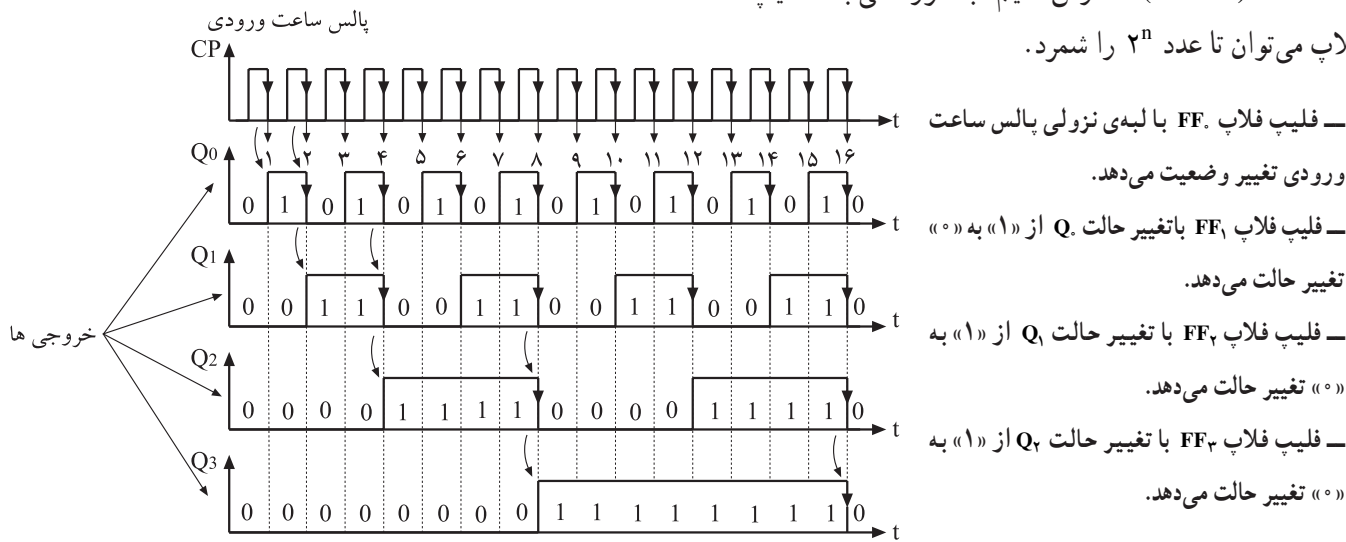 لاپ می‌توان تا عدد ۲ⁿ را شمرد.
ـــ فلیپ فلاپ FF۰ با لبه‌ی نزولی پالس ساعت
ورودی تغییر وضعیت می‌دهد.
ـــ فلیپ فلاپ FF۱ باتغییر حالت Q۰ از «۱» به «۰»
تغییر حالت می‌دهد.
ـــ فلیپ فلاپ FF۲ با تغییر حالت Q۱ از «۱» به
«۰» تغییر حالت می‌دهد.
ـــ فلیپ فلاپ FF۳ با تغییر حالت Q۲ از «۱» به
«۰» تغییر حالت می‌دهد.
پالس ساعت ورودی
CP
t
۱ ۲ ۳ ۴ ۵ ۶ ۷ ۸ ۹ ۱۰ ۱۱ ۱۲ ۱۳ ۱۴ ۱۵ ۱۶
Q0
0 1 0 1 0 1 0 1 0 1 0 1 0 1 0 1 0
t
Q1
0 0 1 1 0 0 1 1 0 0 1 1 0 0 1 1 0
t
خروجی ها
Q2
0 0 0 0 1 1 1 1 0 0 0 0 1 1 1 1 0
t
Q3
0 0 0 0 0 0 0 0 1 1 1 1 1 1 1 1 0
t